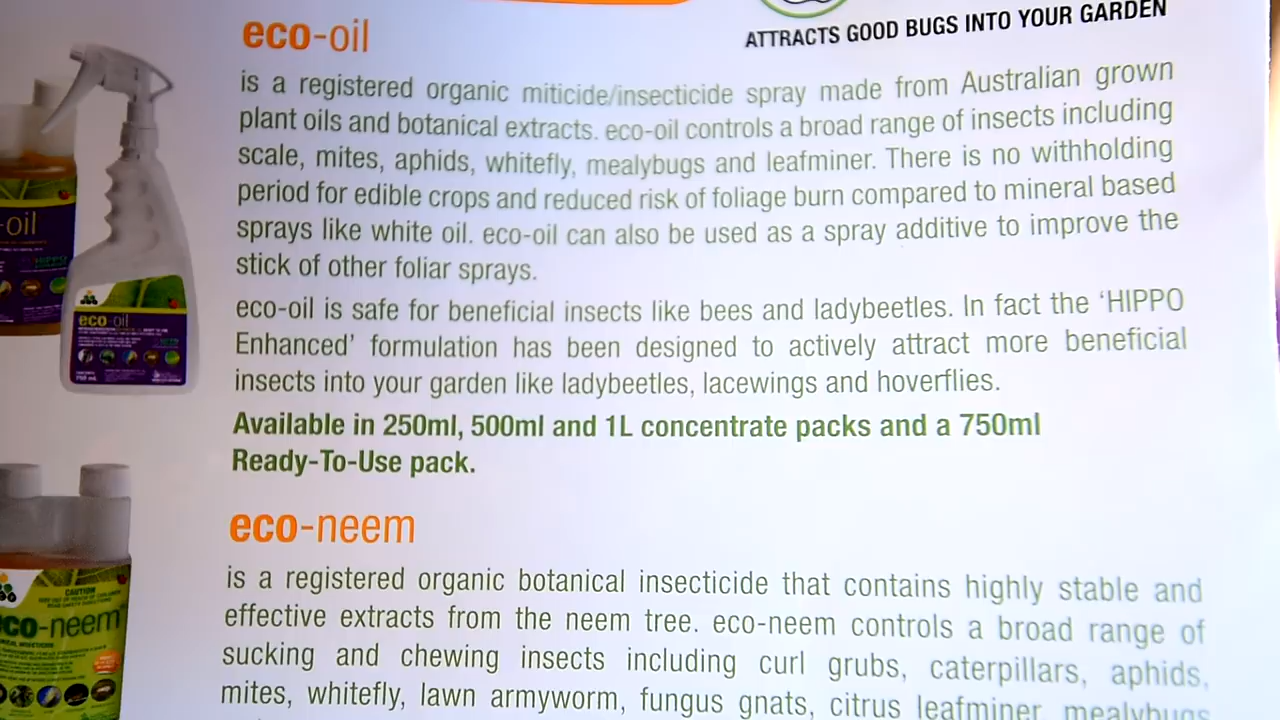 ATTRACTS GOOD BUGS INTO YOUR GARDEN
eco-oil
is a registered organic miticide/insecticide spray made from Australian grown
plant oils and botanical extracts. eco-oil controls a broad range of insects including
scale, mites, aphids, whitefly, mealybugs and leafminer. There is no withholding
period for edible crops and reduced risk of foliage burn compared to mineral based
sprays like white oil. eco-oil can also be used as a spray additive to improve the
stick of other foliar sprays.
eco-oil is safe for beneficial insects like bees and ladybeetles. In fact the ‘HIPPO
Enhanced’ formulation has been designed to actively attract more beneficial
insects into your garden like ladybeetles, lacewings and hoverflies.
Available in 250ml, 500ml and 1L concentrate packs and a 750ml
Ready-To-Use pack.
-oil
HIPPO
eco-oil
750 mL
eco-neem
is a registered organic botanical insecticide that contains highly stable and
effective extracts from the neem tree. eco-neem controls a broad range of
sucking and chewing insects including curl grubs, caterpillars, aphids,
mites, whitefly, lawn armyworm, fungus gnats, citrus leafminer, mealybugs
CAUTION
co-neem